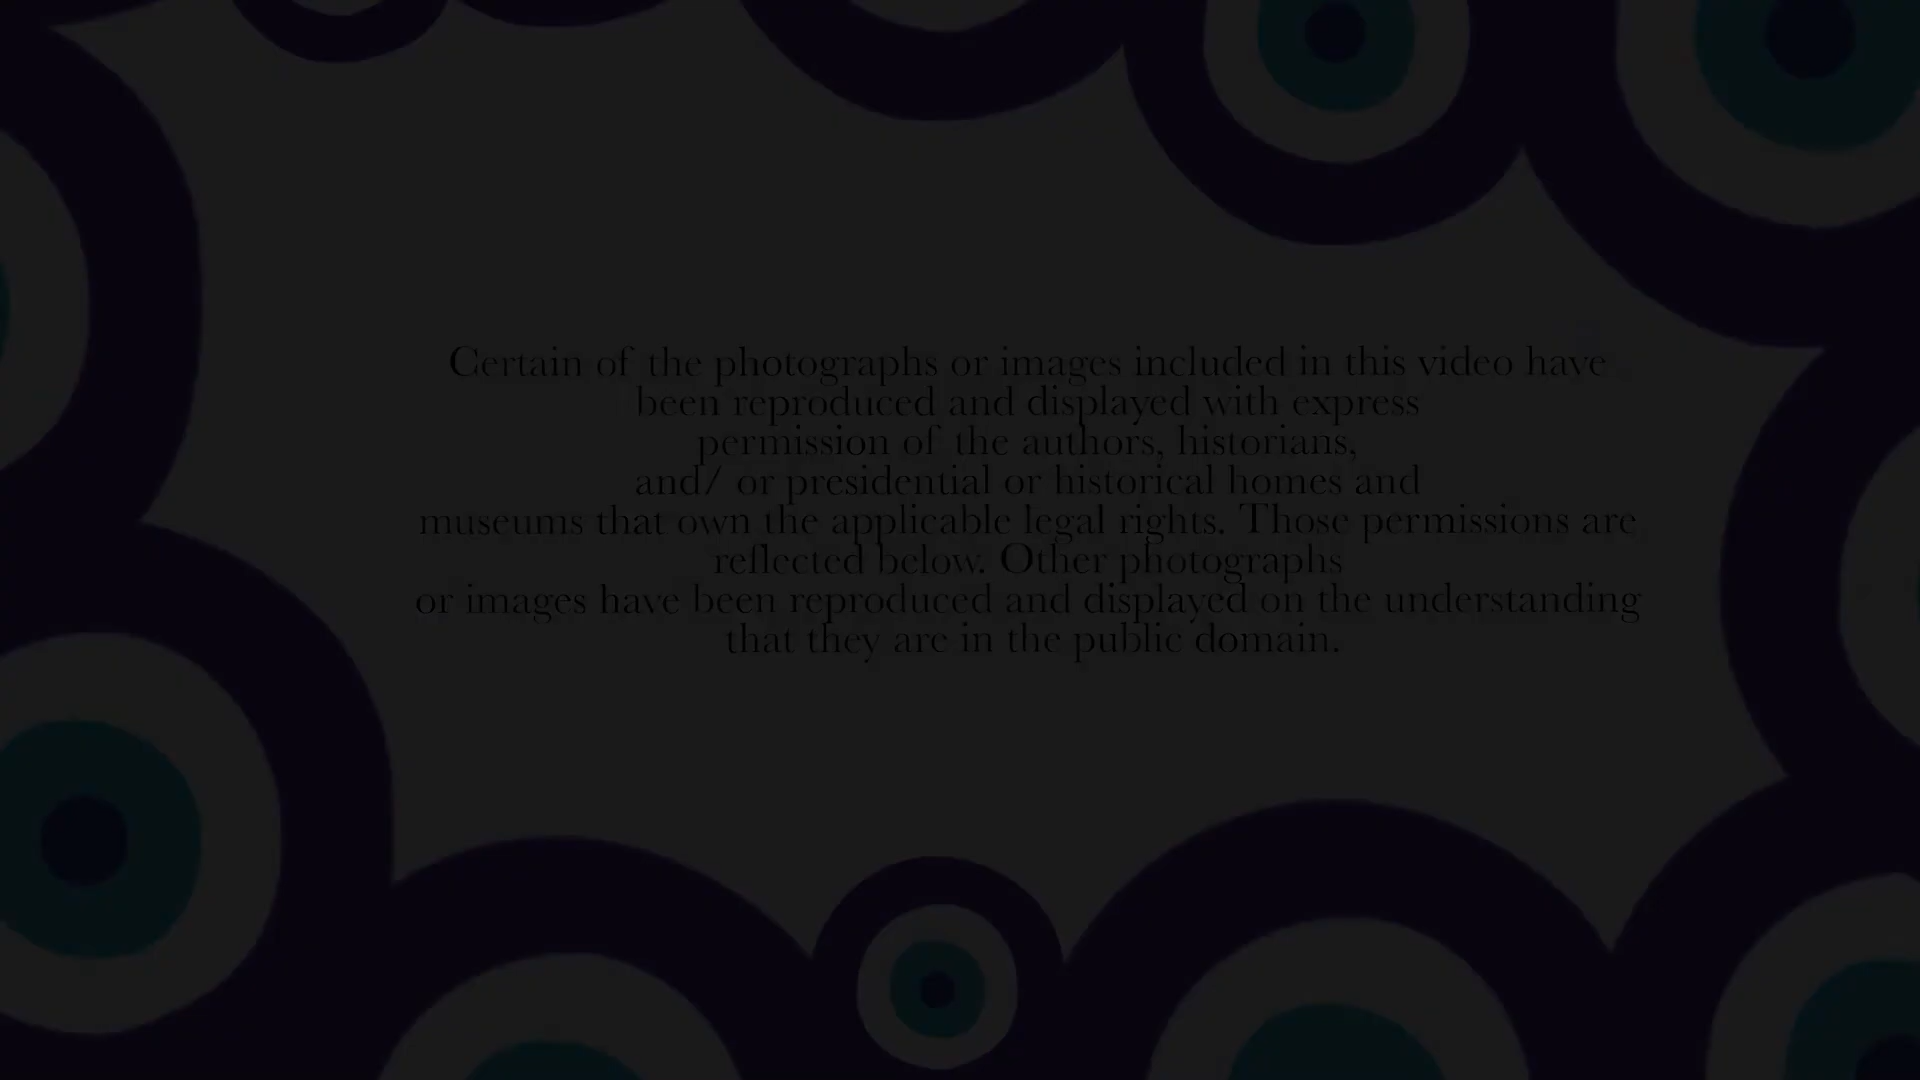 Certain of the photographs or images included in this video have
been reproduced and displayed with express
permission of the authors, historians,
and/ or presidential or historical homes and
museums that own the applicable legal rights. Those permissions are
reflected below. Other photographs
or images have been reproduced and displayed on the understanding
that they are in the public domain.